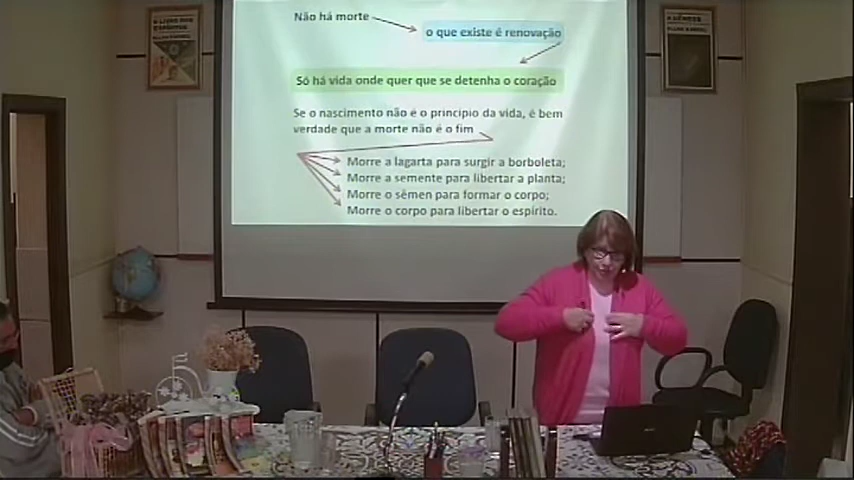 Não há morte
o que existe é renovação
Só há vida onde quer que se detenha o coração
Se o nascimento não é o principio da vida, é bem
verdade que a morte não é o fim
Morre a lagarta para surgir a borboleta;
Morre a semente para libertar a planta;
Morre o sêmen para formar o corpo;
Morre o corpo para libertar o espírito.